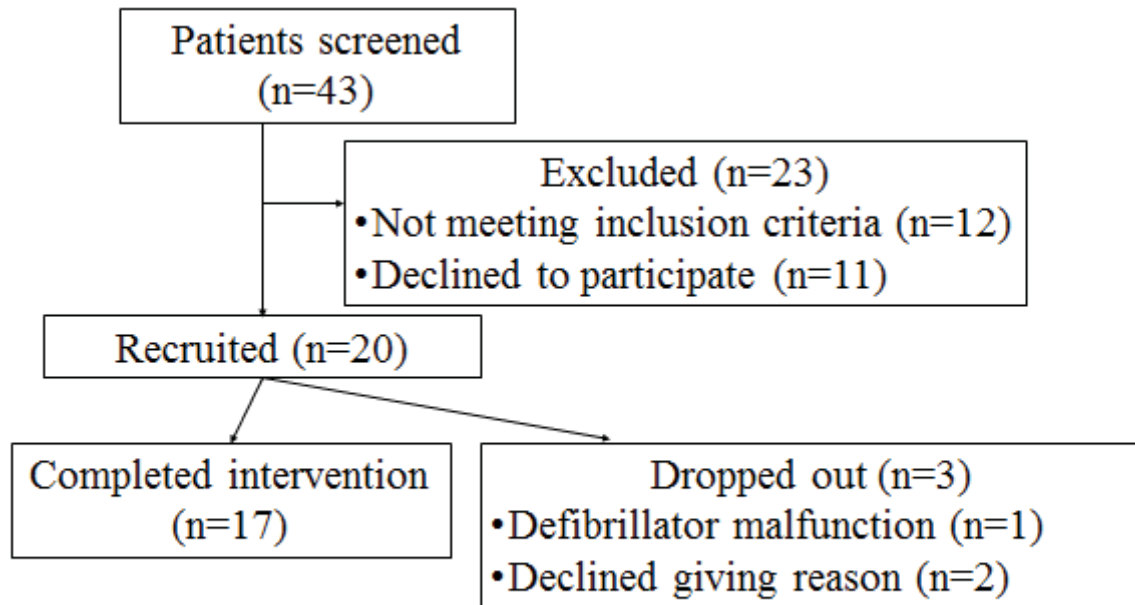 Patients screened
(n=43)
Excluded (n=23)
•Not meeting inclusion criteria (n=12)
•Declined to participate (n=11)
Recruited (n=20)
Completed intervention
(n=17)
Dropped out (n=3)
•Defibrillator malfunction (n=1)
•Declined giving reason (n=2)